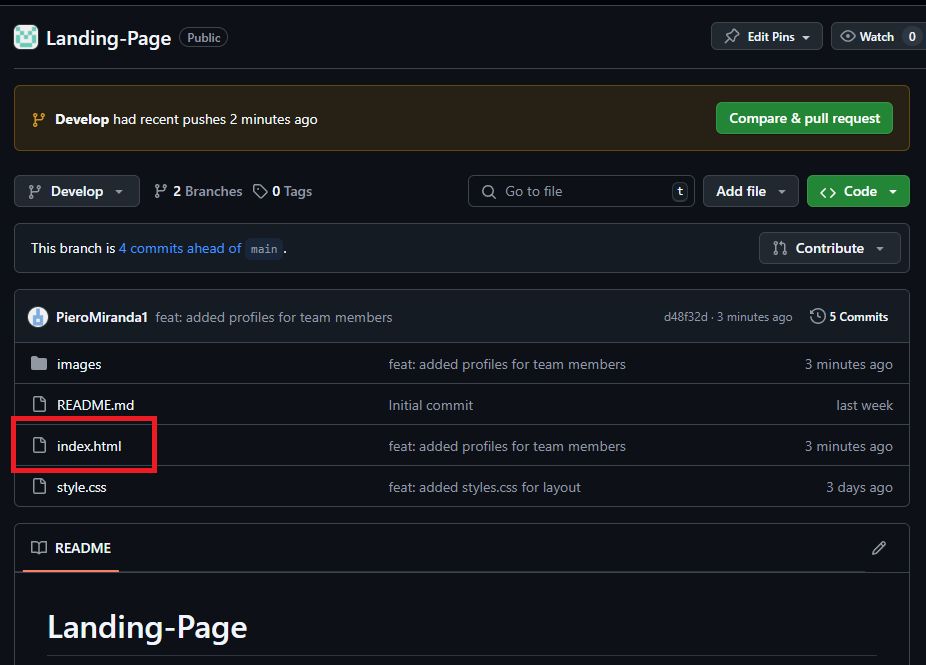 Landing-Page Public Edit Pins Watch 0
Develop had recent pushes 2 minutes ago Compare & pull request
Develop 2 Branches 0 Tags Go to file t Add file <> Code
This branch is 4 commits ahead of main . Contribute
PieroMiranda1 feat: added profiles for team members d48f32d · 3 minutes ago 5 Commits
images feat: added profiles for team members 3 minutes ago
README.md Initial commit last week
index.html feat: added profiles for team members 3 minutes ago
style.css feat: added styles.css for layout 3 days ago
README
Landing-Page